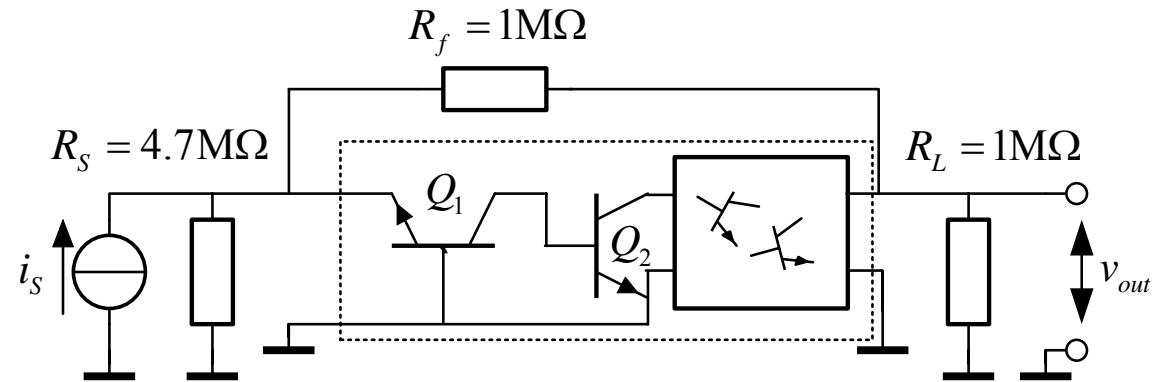 R_f = 1MΩ
R_S = 4.7MΩ
R_L = 1MΩ
Q_1
Q_2
i_S
v_out